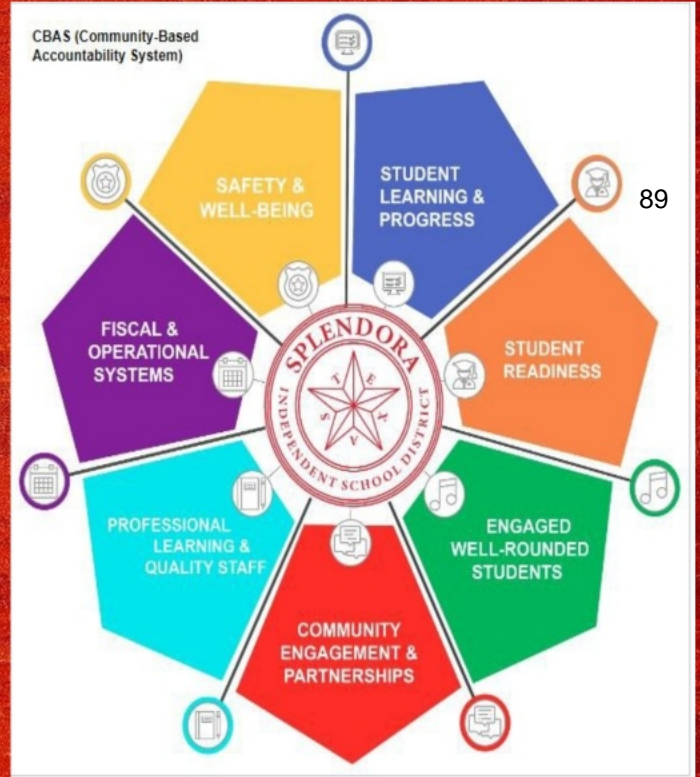 CBAS (Community-Based
Accountability System)
SAFETY &
WELL-BEING
STUDENT
LEARNING &
PROGRESS
89
FISCAL &
OPERATIONAL
SYSTEMS
STUDENT
READINESS
SPLENDORA
INDEPENDENT SCHOOL DISTRICT
T E X A S
PROFESSIONAL
LEARNING &
QUALITY STAFF
ENGAGED
WELL-ROUNDED
STUDENTS
COMMUNITY
ENGAGEMENT &
PARTNERSHIPS